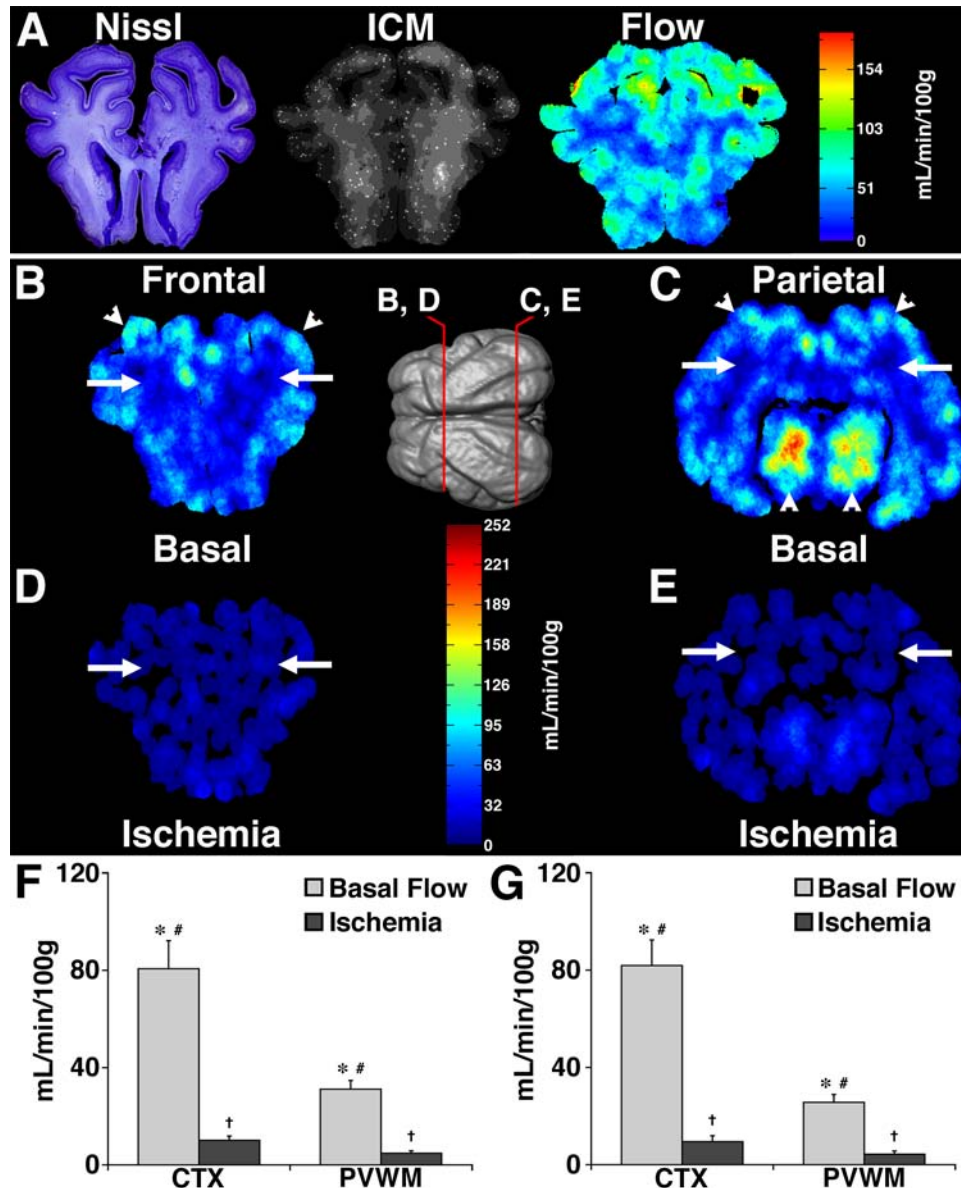 A Nissl ICM Flow
154
103
51
0
mL/min/100g
B Frontal
B, D C, E
C Parietal
Basal
Basal
D
252
221
189
158
126
95
63
32
0
mL/min/100g
E
Ischemia
Ischemia
F
120
80
40
0
mL/min/100g
Basal Flow
Ischemia
* #
†
* #
†
CTX PVWM
G
120
80
40
0
mL/min/100g
Basal Flow
Ischemia
* #
†
* #
†
CTX PVWM